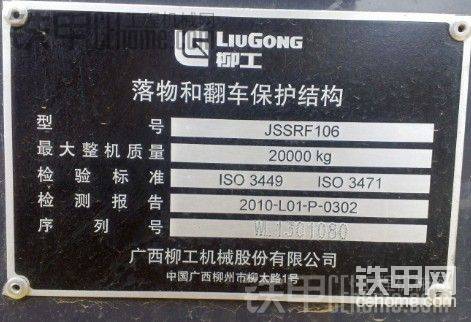 LIUGONG
柳工
落物和翻车保护结构
型号 JSSRF106
最大整机质量 20000 kg
检验标准 ISO 3449 ISO 3471
检测报告 2010-L01-P-0302
序列号 WL1301080
广西柳工机械股份有限公司
中国广西柳州市柳太路1号
铁甲网
cehome.com